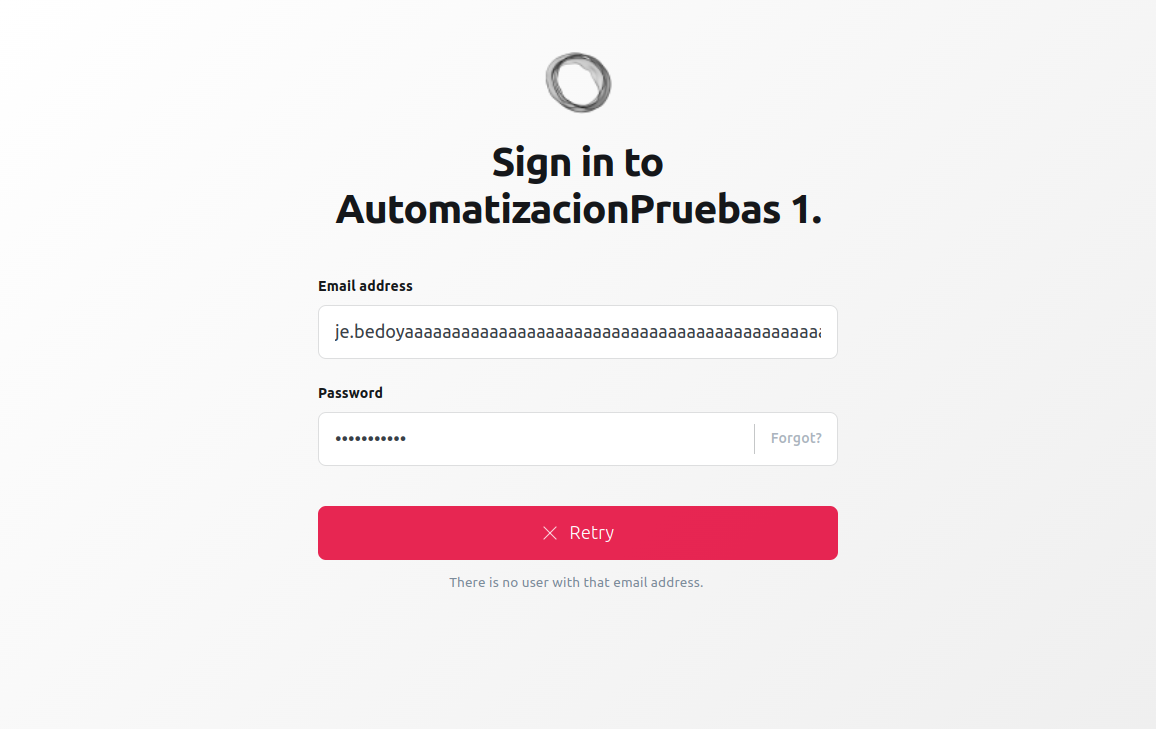 Sign in to
AutomatizacionPruebas 1.
Email address
je.bedoyaaaaaaaaaaaaaaaaaaaaaaaaaaaaaaaaaaaaaaaaaaaaa
Password
•••••••••••
Forgot?
Retry
There is no user with that email address.